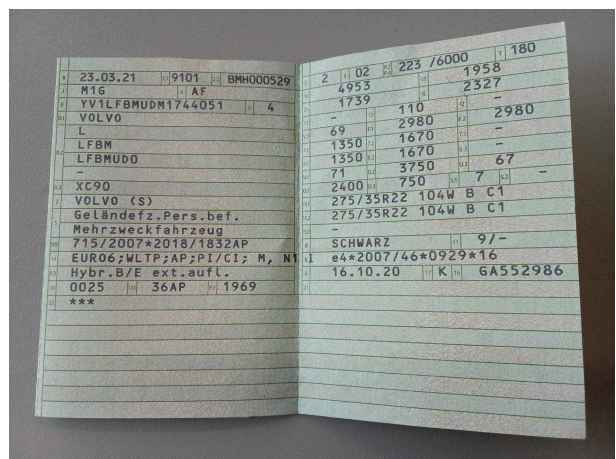 23.03.21 9101 BMH000529
M1G AF
YV1LFBMUDM1744051 4
VOLVO
L
LFBM
LFBMUD0
-
XC90
VOLVO (S)
Geländefz.Pers.bef.
Mehrzweckfahrzeug
715/2007*2018/1832AP
EURO6;WLTP;AP;PI/CI; M, N1 I
Hybr.B/E ext.aufl.
0025 36AP 1969
***
2 02 223 /6000 180
4953 1958
1739 2327
- 110 -
69 2980 2980
1350 1670 -
1350 1670 -
71 3750 67
2400 750 7 -
275/35R22 104W B C1
275/35R22 104W B C1
-
SCHWARZ 9/-
e4*2007/46*0929*16
16.10.20 17 K 16 GA552986